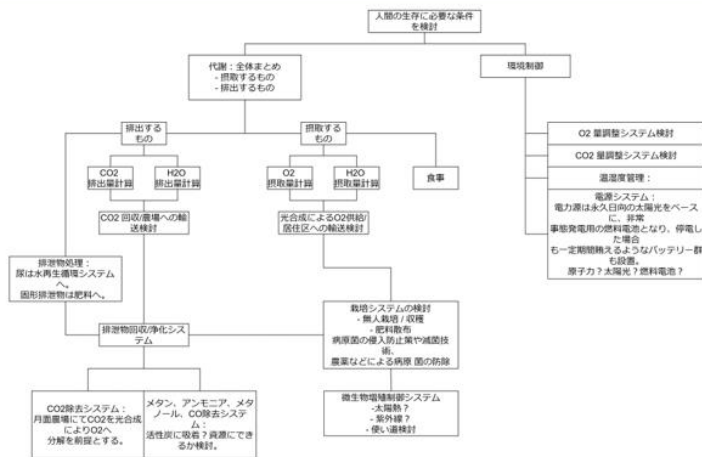 人間の生存に必要な条件
を検討
代謝：全体まとめ
- 摂取するもの
- 排出するもの
環境制御
排出する
もの
摂取する
もの
O2 量調整システム検討
CO2 量調整システム検討
温湿度管理：
電源システム：
電力源は永久日向の太陽光をベース
に、非常
事態発電用の燃料電池となり、停電し
た場合
も一定期間賄えるようなバッテリー群
も設置。
原子力？太陽光？燃料電池？
CO2
排出量計算
H2O
排出量計算
O2
摂取量計算
H2O
摂取量計算
食事
CO2 回収/農場への輸
送検討
光合成によるO2供給/
居住区への輸送検討
排泄物処理：
尿は水再生循環システム
へ。
固形排泄物は肥料へ。
排泄物回収/浄化シス
テム
栽培システムの検討
- 無人栽培 / 収穫
- 肥料散布
病原菌の侵入防止策や滅菌技
術、
農薬などによる病原 菌の防除
CO2除去システム：
月面農場にてCO2を光合成
によりO2へ
分解を前提とする。
メタン、アンモニア、メタ
ノール、CO除去システ
ム：
活性炭に吸着？資源にでき
るか検討。
微生物増殖制御システム
-太陽熱？
- 紫外線？
- 使い道検討